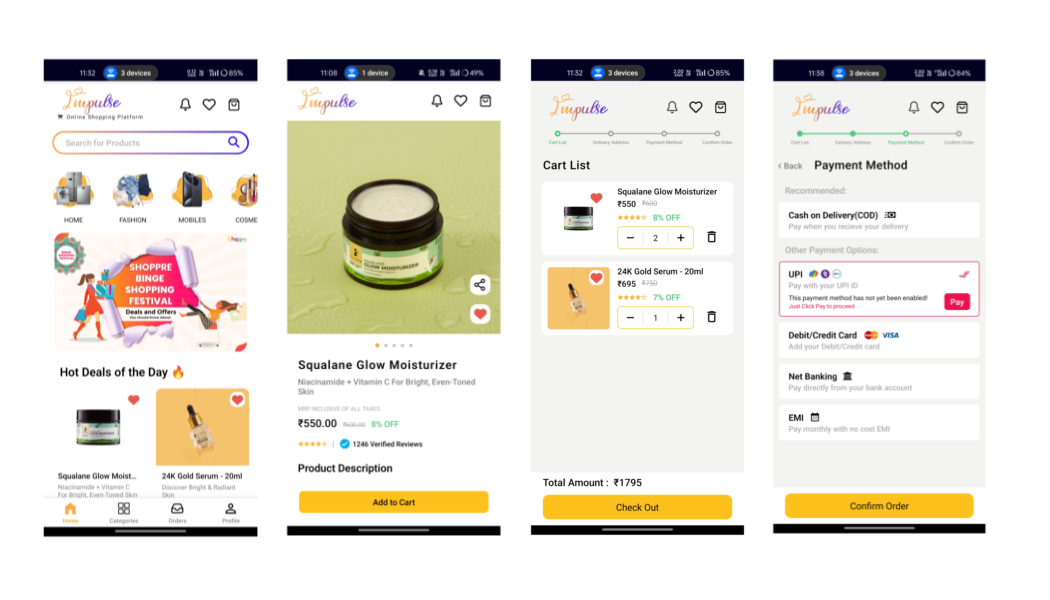 11:32 3 devices 85%
Impulse
Online Shopping Platform
Search for Products
HOME FASHION MOBILES COSME
Shoppre
SHOPPRE
BINGE
SHOPPING
FESTIVAL
Deals and Offers
You Should Know About
Hot Deals of the Day 🔥
Squalane Glow Moist... 24K Gold Serum - 20ml
Niacinamide + Vitamin C Discover Bright & Radiant
For Bright, Even-Toned Skin Skin
Home Categories Orders Profile
11:08 1 device 49%
Impulse
GLOW MOISTURIZER
Squalane Glow Moisturizer
Niacinamide + Vitamin C For Bright, Even-Toned
Skin
MRP INCLUSIVE OF ALL TAXES
₹550.00 ₹600.00 8% OFF
| 1246 Verified Reviews
Product Description
Add to Cart
11:32 3 devices 85%
Impulse
Cart List Delivery Address Payment Method Confirm Order
Cart List
Squalane Glow Moisturizer
₹550 ₹600
8% OFF
− 2 +
24K Gold Serum - 20ml
₹695 ₹750
7% OFF
− 1 +
Total Amount : ₹1795
Check Out
11:38 3 devices 84%
Impulse
Cart List Delivery Address Payment Method Confirm Order
< Back Payment Method
Recommended:
Cash on Delivery(COD)
Pay when you recieve your delivery
Other Payment Options:
UPI
Pay with your UPI ID
This payment method has not yet been enabled!
Just Click Pay to proceed
Pay
Debit/Credit Card VISA
Add your Debit/Credit card
Net Banking
Pay directly from your bank account
EMI
Pay monthly with no cost EMI
Confirm Order